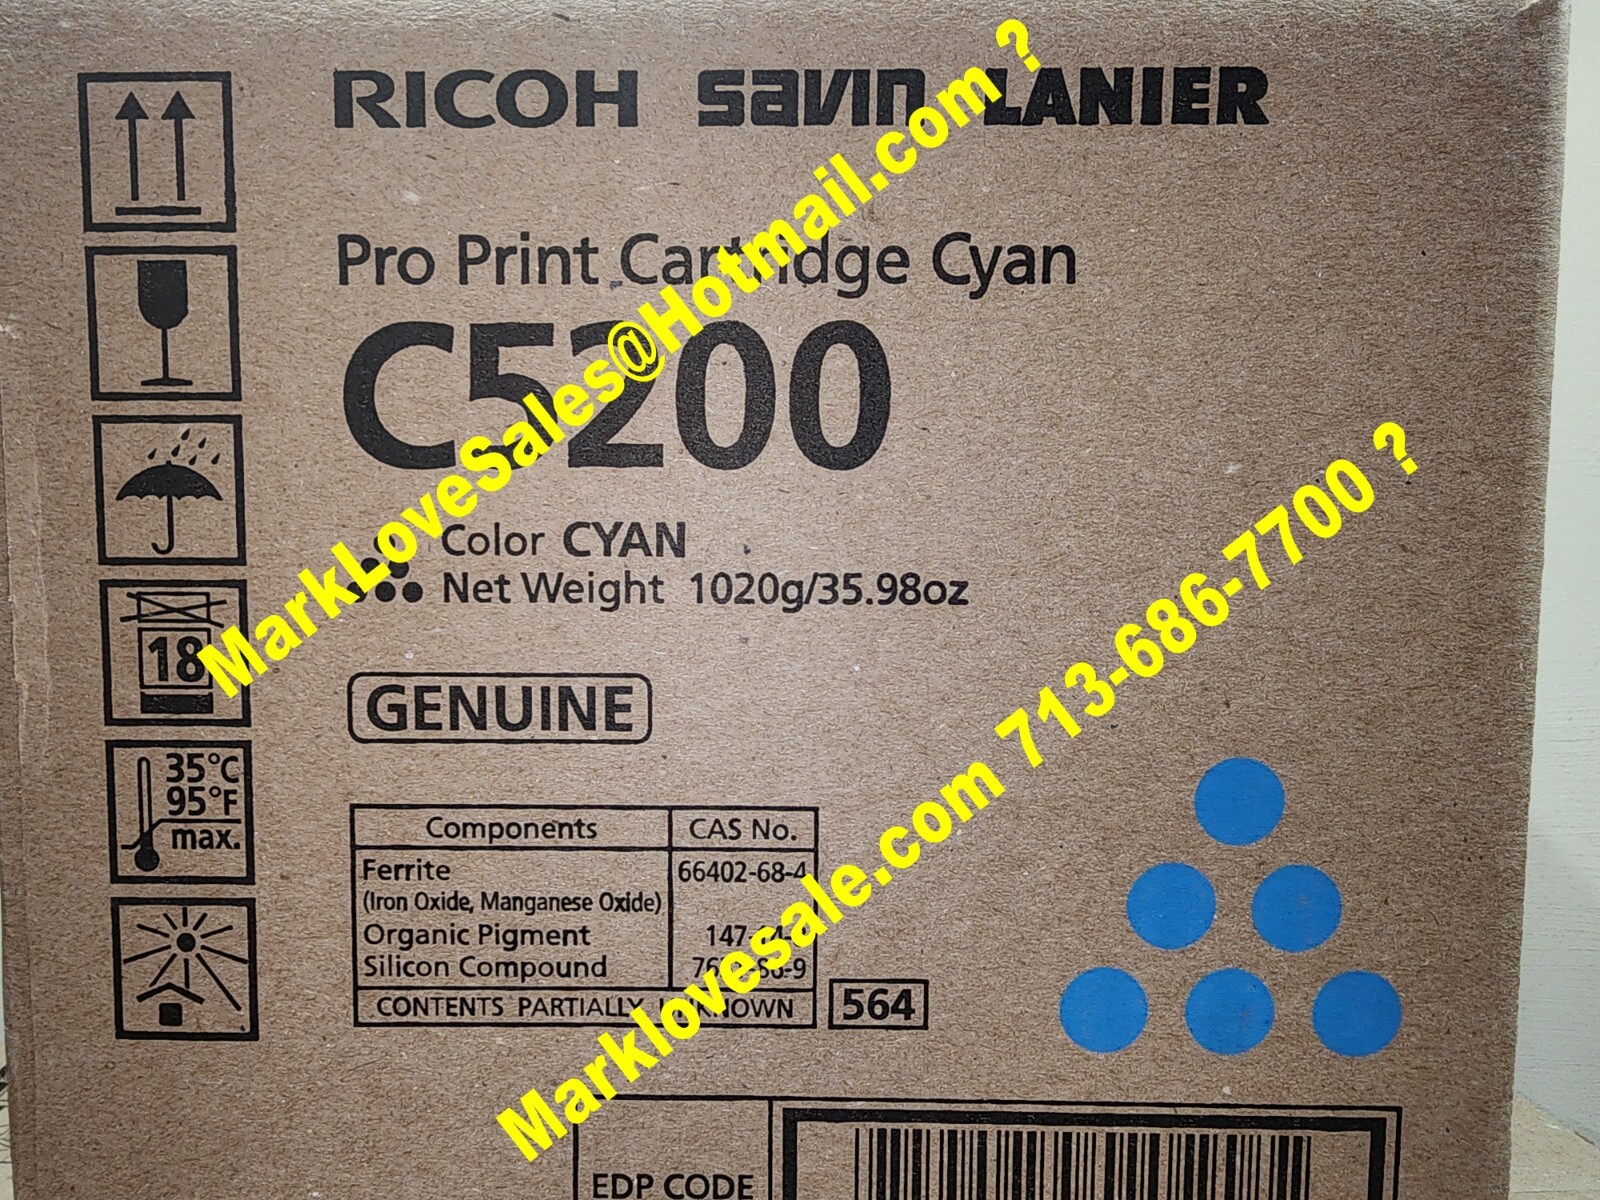 RICOH savin LANIER
Pro Print Cartridge Cyan
C5200
Color CYAN
Net Weight 1020g/35.98oz
18
GENUINE
35°C
95°F
max.
Components CAS No.
Ferrite 66402-68-4
(Iron Oxide, Manganese Oxide)
Organic Pigment
Silicon Compound
CONTENTS PARTIALLY UNKNOWN
564
EDP CODE
MarkLoveSales@Hotmail.com ?
Marklovesale.com 713-686-7700 ?